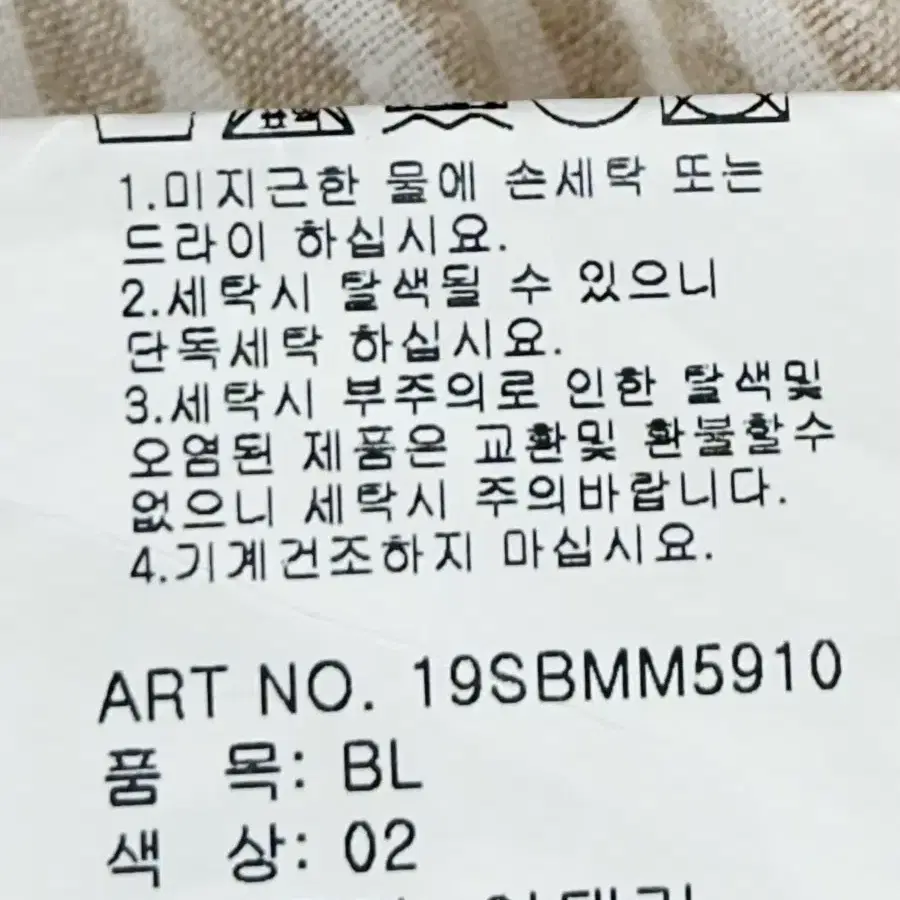 1.미지근한 물에 손세탁 또는
드라이 하십시요.
2.세탁시 탈색될 수 있으니
단독세탁 하십시요.
3.세탁시 부주의로 인한 탈색및
오염된 제품은 교환및 환불할수
없으니 세탁시 주의바랍니다.
4.기계건조하지 마십시요.
ART NO. 19SBMM5910
품 목: BL
색 상: 02